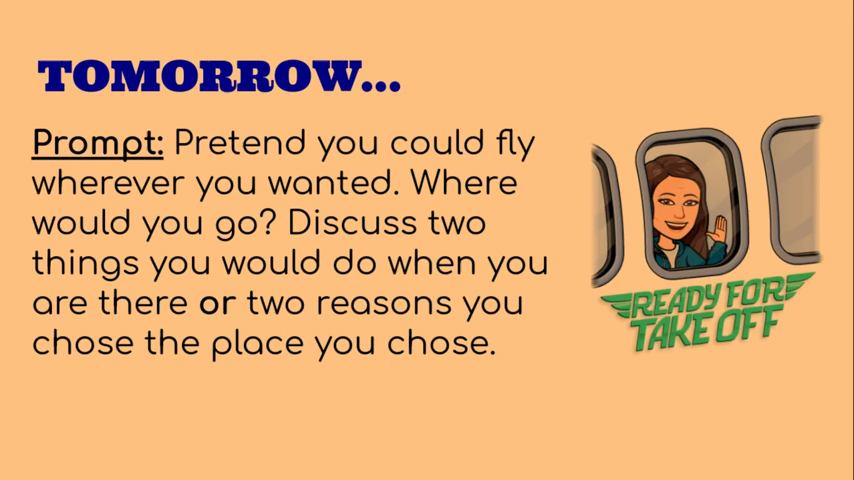 TOMORROW...
Prompt: Pretend you could fly
wherever you wanted. Where
would you go? Discuss two
things you would do when you
are there or two reasons you
chose the place you chose.
READY FOR
TAKE OFF